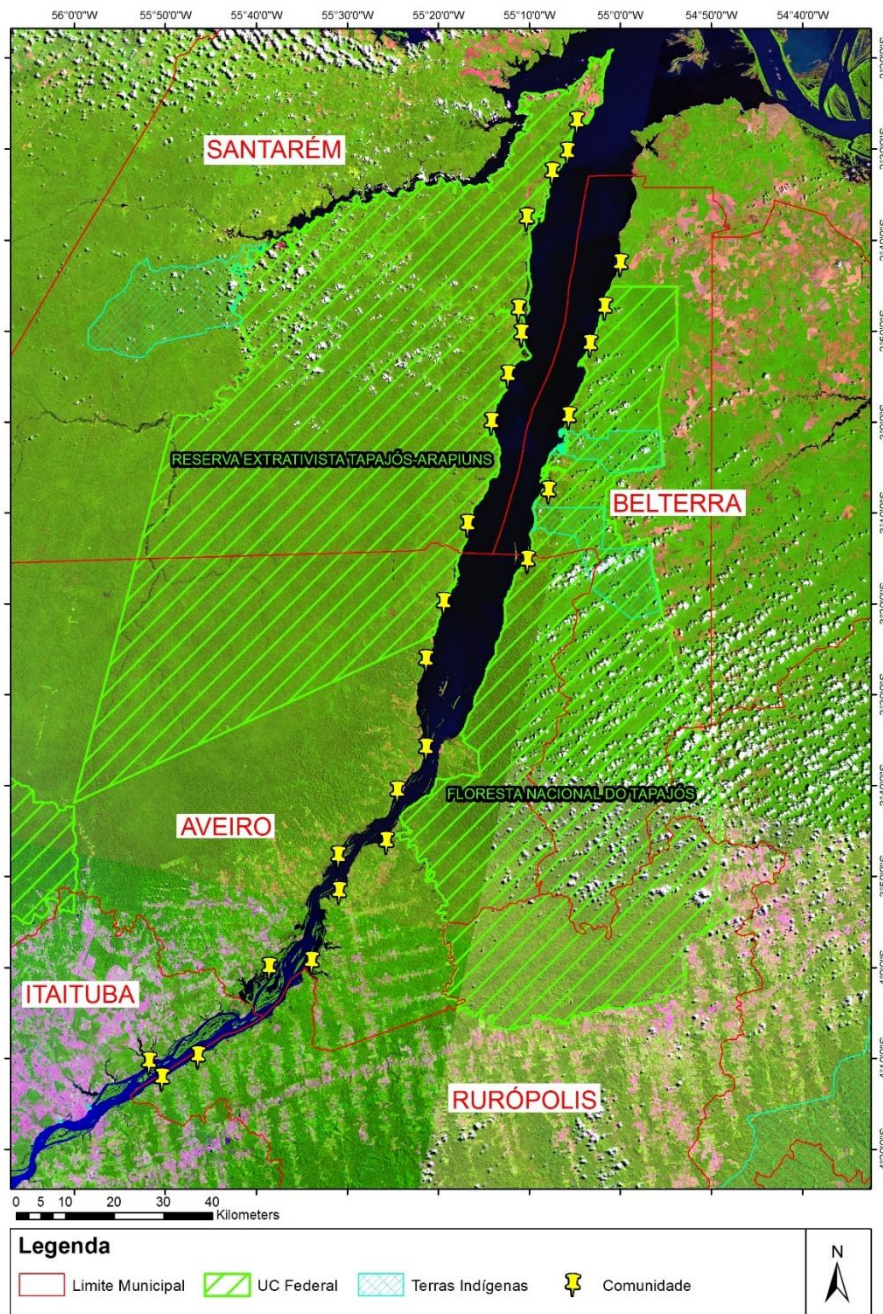 56°0'0"W 55°50'0"W 55°40'0"W 55°30'0"W 55°20'0"W 55°10'0"W 55°0'0"W 54°50'0"W 54°40'0"W
SANTARÉM
RESERVA EXTRATIVISTA TAPAJÓS-ARAPIUNS
BELTERRA
FLORESTA NACIONAL DO TAPAJÓS
AVEIRO
ITAITUBA
RURÓPOLIS
0 5 10 20 30 40
Kilometers
Legenda
Limite Municipal
UC Federal
Terras Indígenas
Comunidade
N